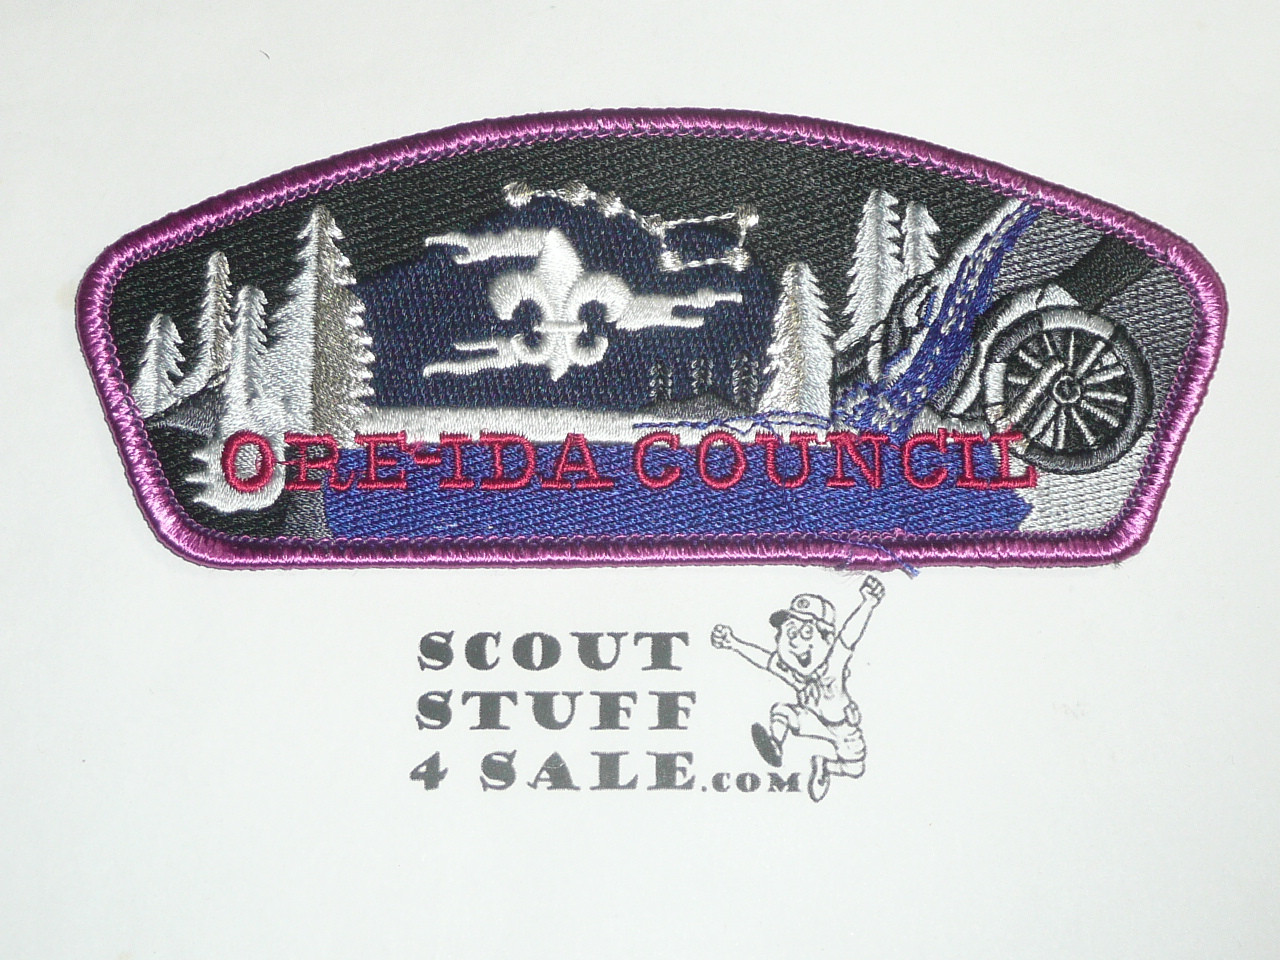 ORE-IDA COUNCIL
SCOUT
STUFF
4 SALE.COM